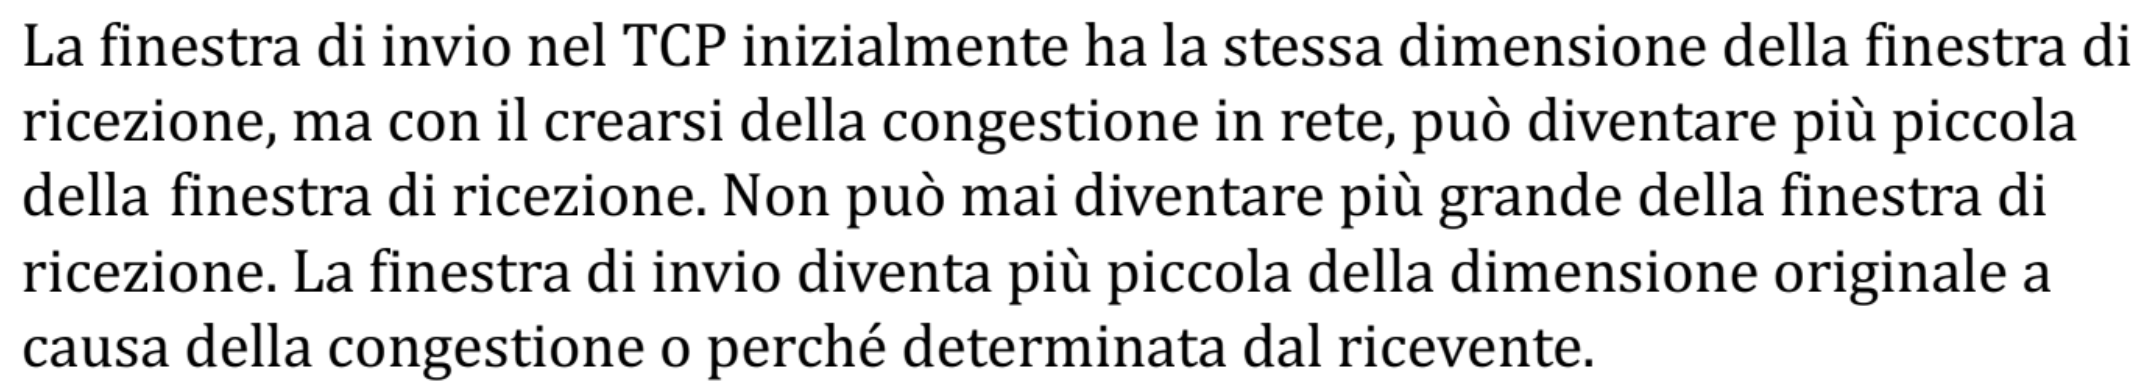 La finestra di invio nel TCP inizialmente ha la stessa dimensione della finestra di
ricezione, ma con il crearsi della congestione in rete, può diventare più piccola
della finestra di ricezione. Non può mai diventare più grande della finestra di
ricezione. La finestra di invio diventa più piccola della dimensione originale a
causa della congestione o perché determinata dal ricevente.